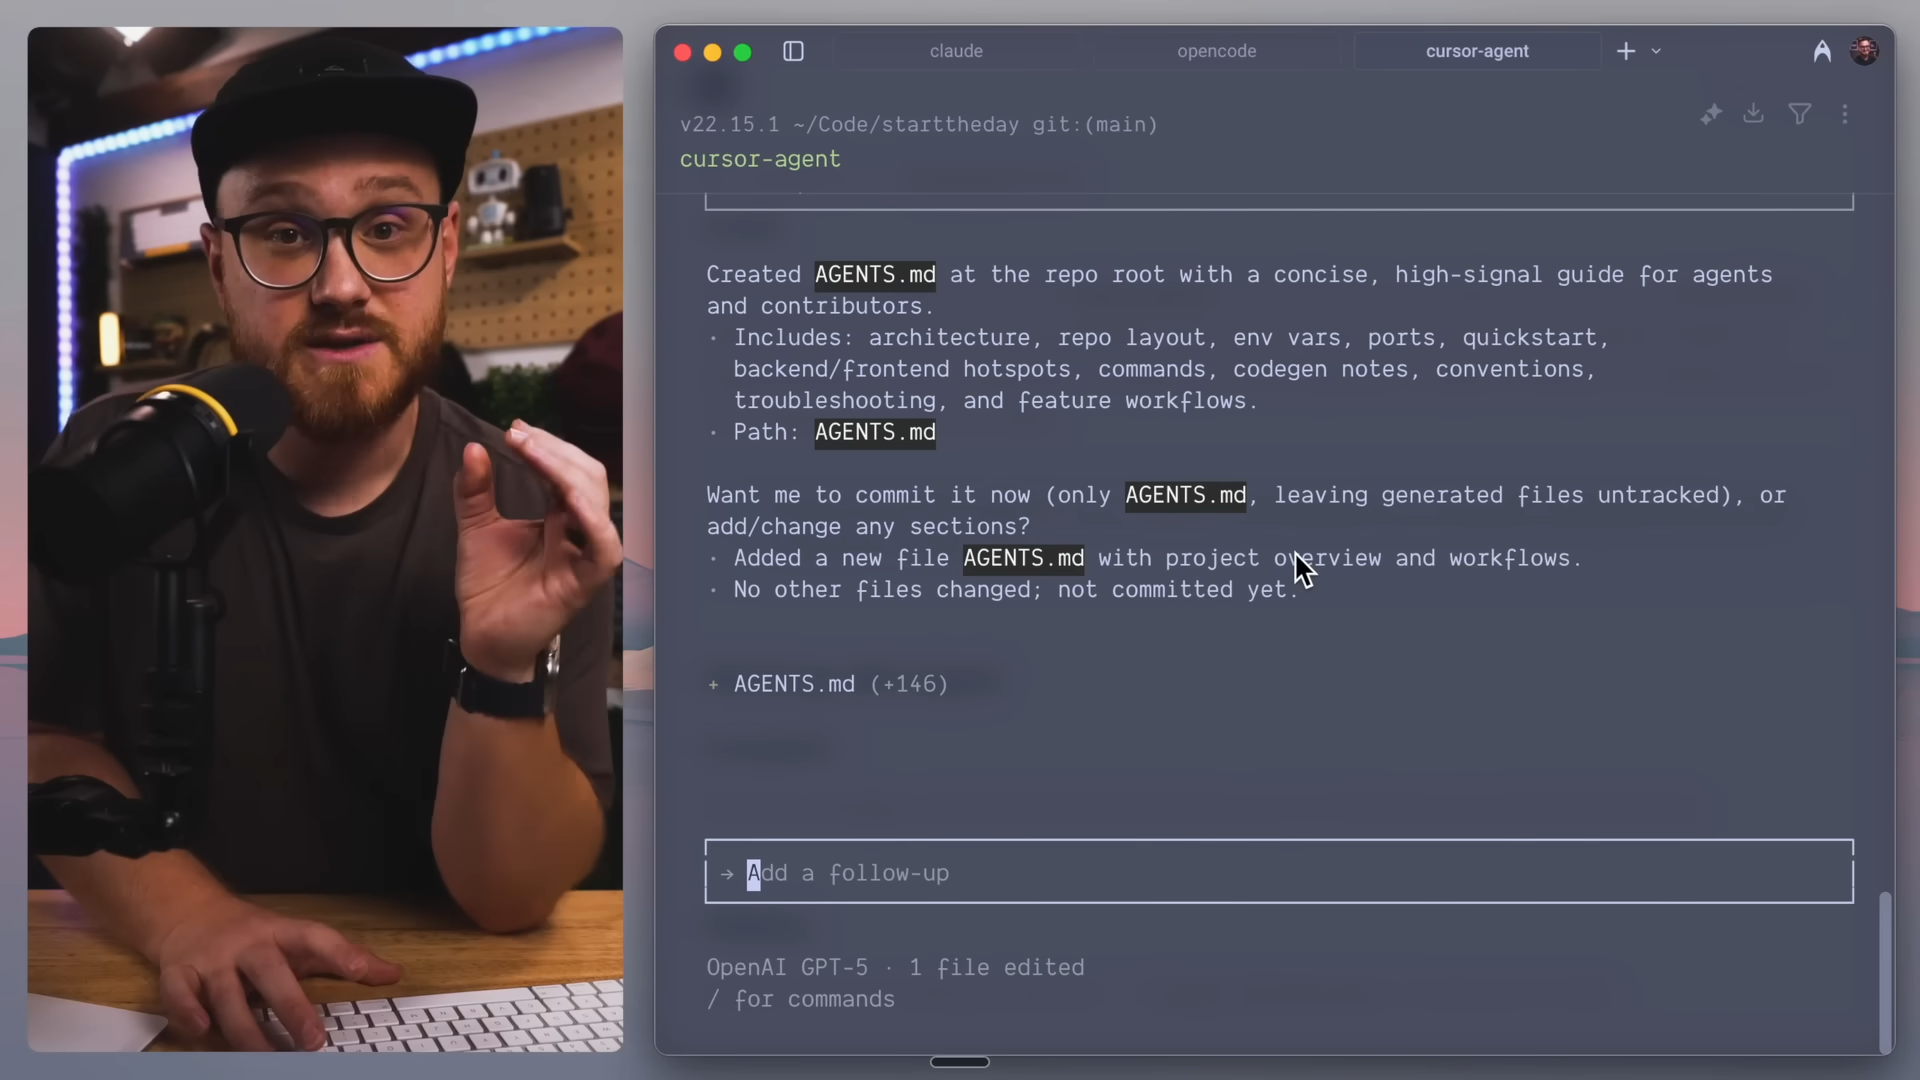 claude
opencode
cursor-agent
v22.15.1 ~/Code/starttheday git:(main)
cursor-agent
Created AGENTS.md at the repo root with a concise, high-signal guide for agents
and contributors.
· Includes: architecture, repo layout, env vars, ports, quickstart,
backend/frontend hotspots, commands, codegen notes, conventions,
troubleshooting, and feature workflows.
· Path: AGENTS.md
Want me to commit it now (only AGENTS.md, leaving generated files untracked), or
add/change any sections?
· Added a new file AGENTS.md with project overview and workflows.
· No other files changed; not committed yet.
+ AGENTS.md (+146)
→ Add a follow-up
OpenAI GPT-5 · 1 file edited
/ for commands